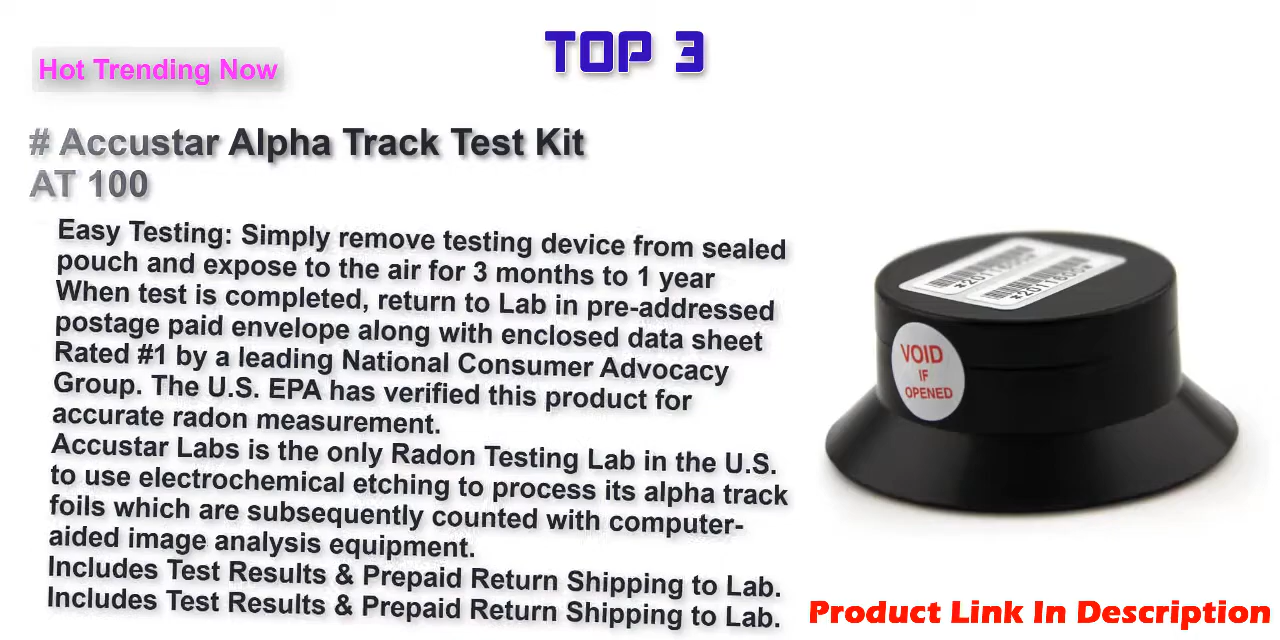 TOP 3
Hot Trending Now
# Accustar Alpha Track Test Kit
AT 100
Easy Testing: Simply remove testing device from sealed
pouch and expose to the air for 3 months to 1 year
When test is completed, return to Lab in pre-addressed
postage paid envelope along with enclosed data sheet
Rated #1 by a leading National Consumer Advocacy
Group. The U.S. EPA has verified this product for
accurate radon measurement.
Accustar Labs is the only Radon Testing Lab in the U.S.
to use electrochemical etching to process its alpha track
foils which are subsequently counted with computer-
aided image analysis equipment.
Includes Test Results & Prepaid Return Shipping to Lab.
Includes Test Results & Prepaid Return Shipping to Lab.
VOID
IF
OPENED
Product Link In Description